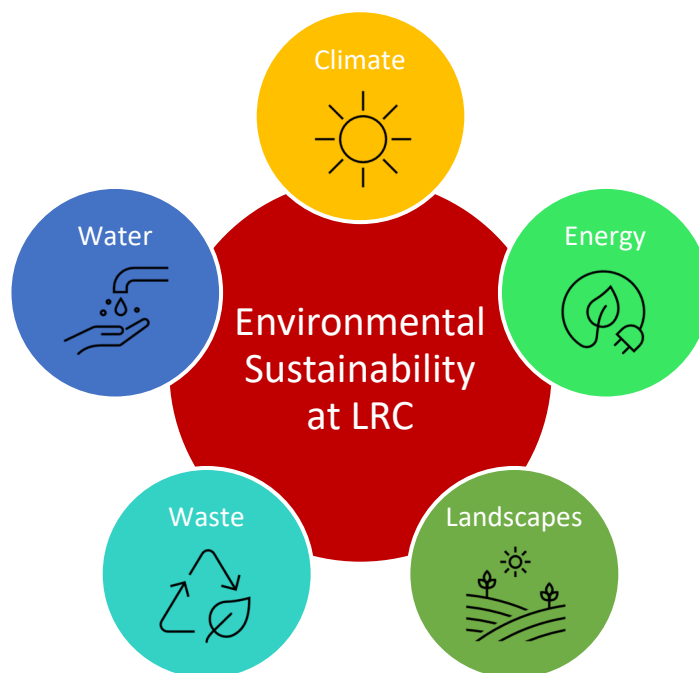 Climate
Water
Energy
Environmental
Sustainability
at LRC
Waste
Landscapes